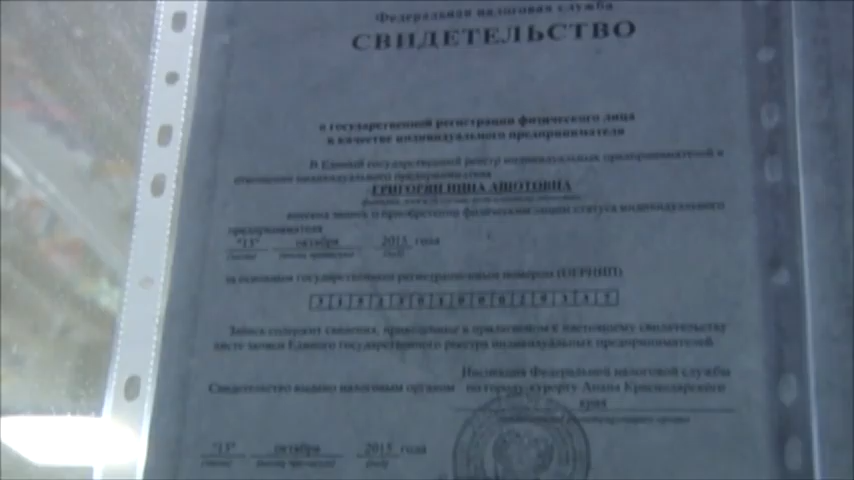 Федеральная налоговая служба
СВИДЕТЕЛЬСТВО
о государственной регистрации физического лица
в качестве индивидуального предпринимателя
В Единый государственный реестр индивидуальных предпринимателей в
отношении индивидуального предпринимателя
ГРИГОРЯН АШОТОВНА
внесена запись о приобретении физическим лицом статуса индивидуального
предпринимателя
"13" октября 2015 года
за основным государственным регистрационным номером (ОГРНИП)
Запись содержит сведения, приведенные в прилагаемом к настоящему свидетельству
листе записи Единого государственного реестра индивидуальных предпринимателей.
Свидетельство выдано налоговым органом
Инспекция Федеральной налоговой службы
по городу-курорту Анапа Краснодарского
края
"13" октября 2015 года